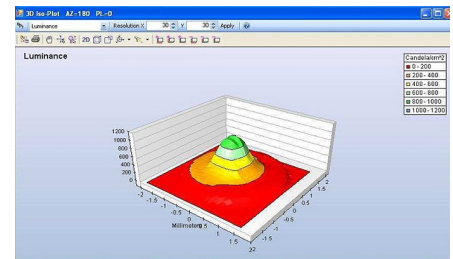 3D Iso Plot AZ-180 PL-0
Luminance Resolution X 30 Y 30 Apply
2D
Luminance
Candela/m^2
0 - 200
200 - 400
400 - 600
600 - 800
800 - 1000
1000 - 1200
1200
1000
800
600
400
200
0
-2
-1.5
-1
-0.5
0
0.5
1
1.5
2
Millimeters
2
1.5
1
0.5
0
-0.5
-1
-1.5
-2